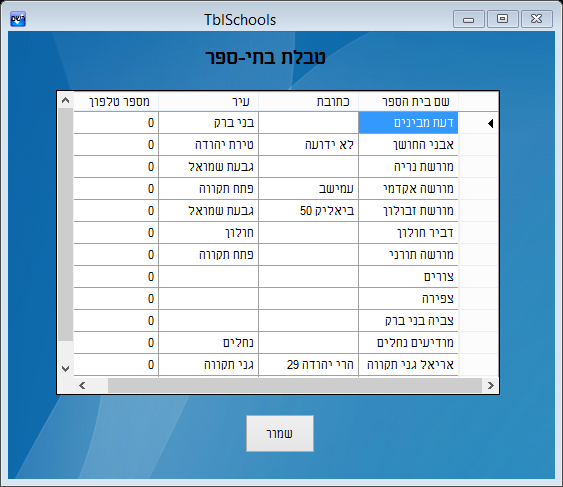 TblSchools
טבלת בתי-ספר
שם בית הספר כתובת עיר מספר טלפון
דעת מבינים בני ברק 0
אבני החושן לא ידועה טירת יהודה 0
מורשת נריה גבעת שמואל 0
מורשה אקדמי עמישב פתח תקווה 0
מורשת זבולון ביאליק 50 גבעת שמואל 0
דביר חולון חולון 0
מורשה תורני פתח תקווה 0
צורים 0
צפירה 0
צביה בני ברק 0
מודיעים נחלים נחלים 0
אריאל גני תקווה הרי יהודה 29 גני תקווה 0
שמור